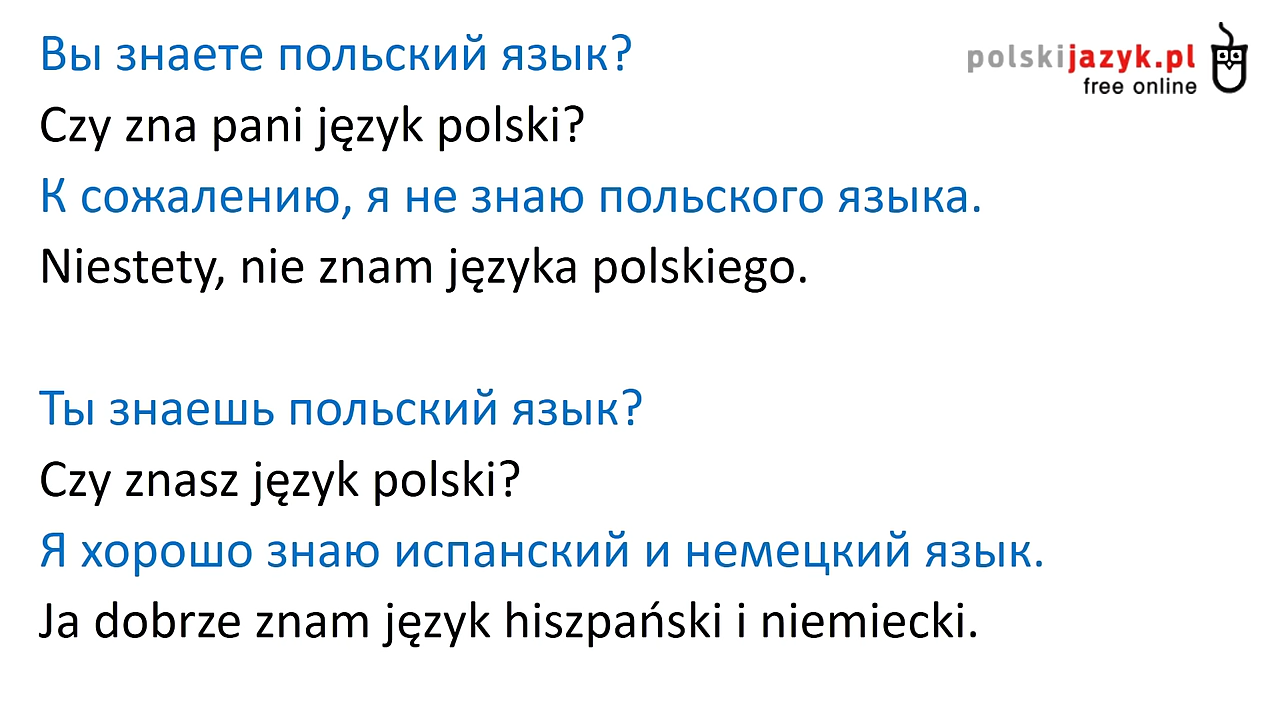 Вы знаете польский язык?
polskijazyk.pl
free online
Czy zna pani język polski?
К сожалению, я не знаю польского языка.
Niestety, nie znam języka polskiego.
Ты знаешь польский язык?
Czy znasz język polski?
Я хорошо знаю испанский и немецкий язык.
Ja dobrze znam język hiszpański i niemiecki.